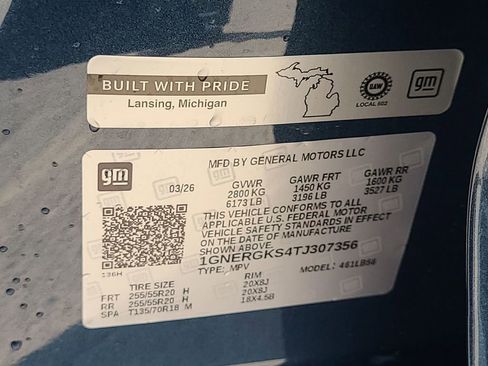 BUILT WITH PRIDE
Lansing, Michigan
UAW
LOCAL 602
gm
gm
MFD BY GENERAL MOTORS LLC
03/26
GVWR GAWR FRT GAWR RR
2800 KG 1450 KG 1600 KG
6173 LB 3196 LB 3527 LB
THIS VEHICLE CONFORMS TO ALL
APPLICABLE U.S. FEDERAL MOTOR
VEHICLE SAFETY STANDARDS IN EFFECT
ON THE DATE OF MANUFACTURE
SHOWN ABOVE.
1GNERGKS4TJ307356
TYPE: MPV MODEL: 461LB56
136H
TIRE SIZE RIM
FRT 255/55R20 H 20X8J
RR 255/55R20 H 20X8J
SPA T135/70R18 M 18X4.5B